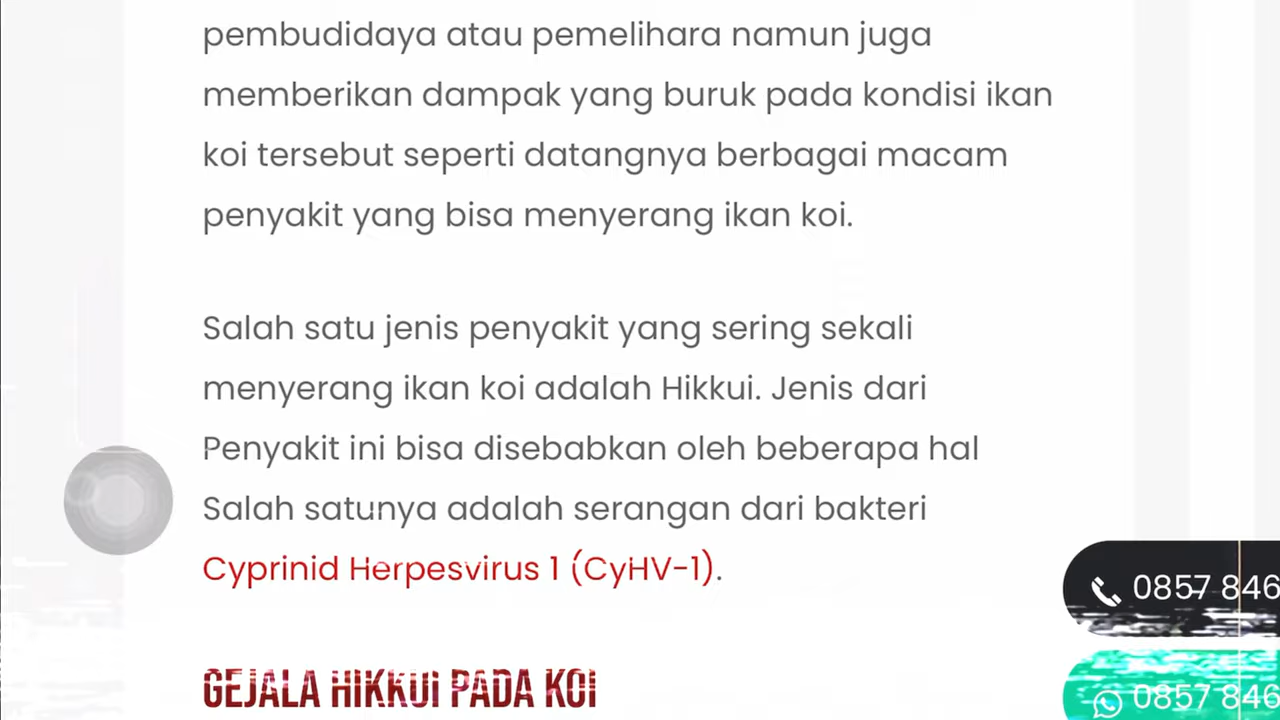 pembudidaya atau pemelihara namun juga
memberikan dampak yang buruk pada kondisi ikan
koi tersebut seperti datangnya berbagai macam
penyakit yang bisa menyerang ikan koi.
Salah satu jenis penyakit yang sering sekali
menyerang ikan koi adalah Hikkui. Jenis dari
Penyakit ini bisa disebabkan oleh beberapa hal
Salah satunya adalah serangan dari bakteri
Cyprinid Herpesvirus 1 (CyHV-1).
0857 846
GEJALA HIKKUI PADA KOI
0857 846